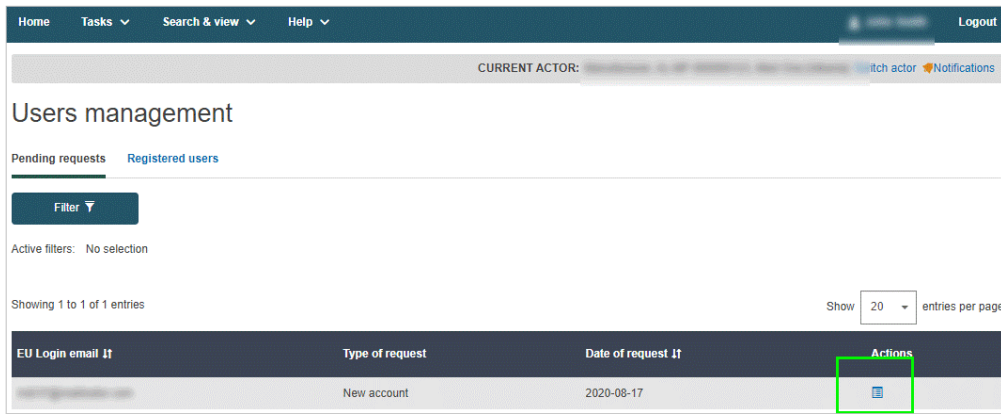 Home Tasks Search & view Help Logout
CURRENT ACTOR: itch actor Notifications
Users management
Pending requests Registered users
Filter
Active filters: No selection
Showing 1 to 1 of 1 entries Show 20 entries per page
EU Login email Type of request Date of request Actions
New account 2020-08-17